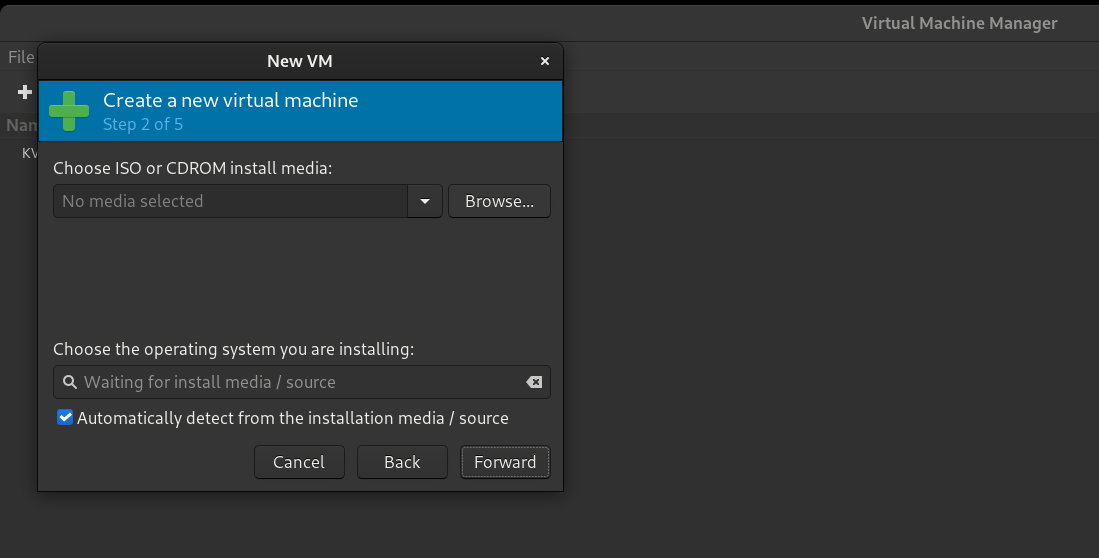 Virtual Machine Manager
File
New VM
Create a new virtual machine
Step 2 of 5
Choose ISO or CDROM install media:
No media selected
Browse...
Choose the operating system you are installing:
Waiting for install media / source
Automatically detect from the installation media / source
Cancel Back Forward